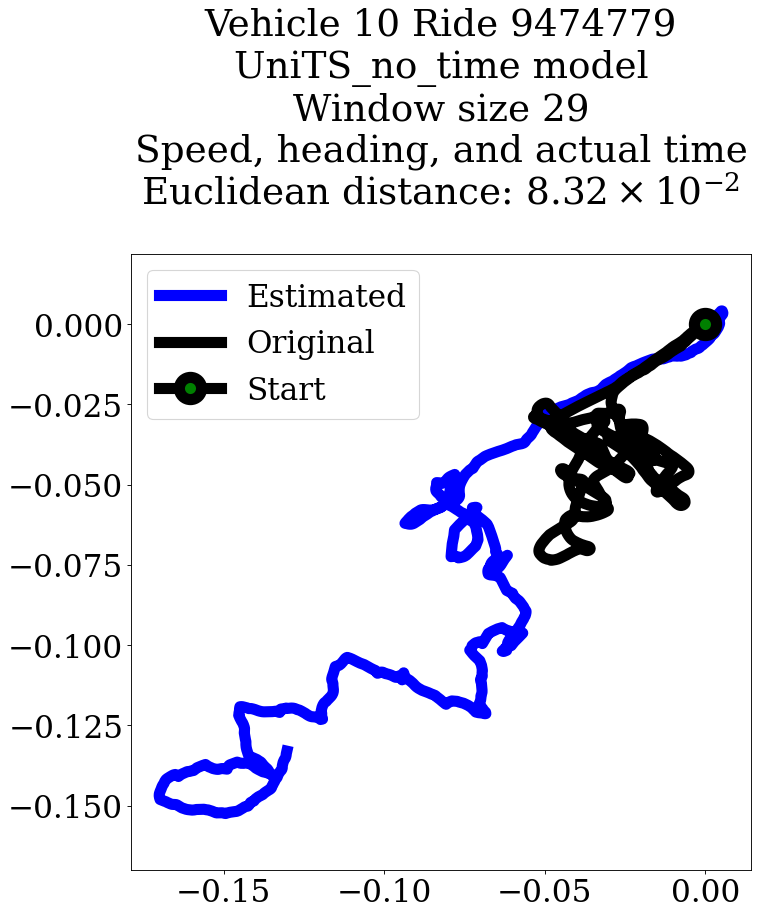 Vehicle 10 Ride 9474779
UniTS_no_time model
Window size 29
Speed, heading, and actual time
Euclidean distance: 8.32 × 10⁻²
Estimated
Original
Start
0.000
−0.025
−0.050
−0.075
−0.100
−0.125
−0.150
−0.15
−0.10
−0.05
0.00